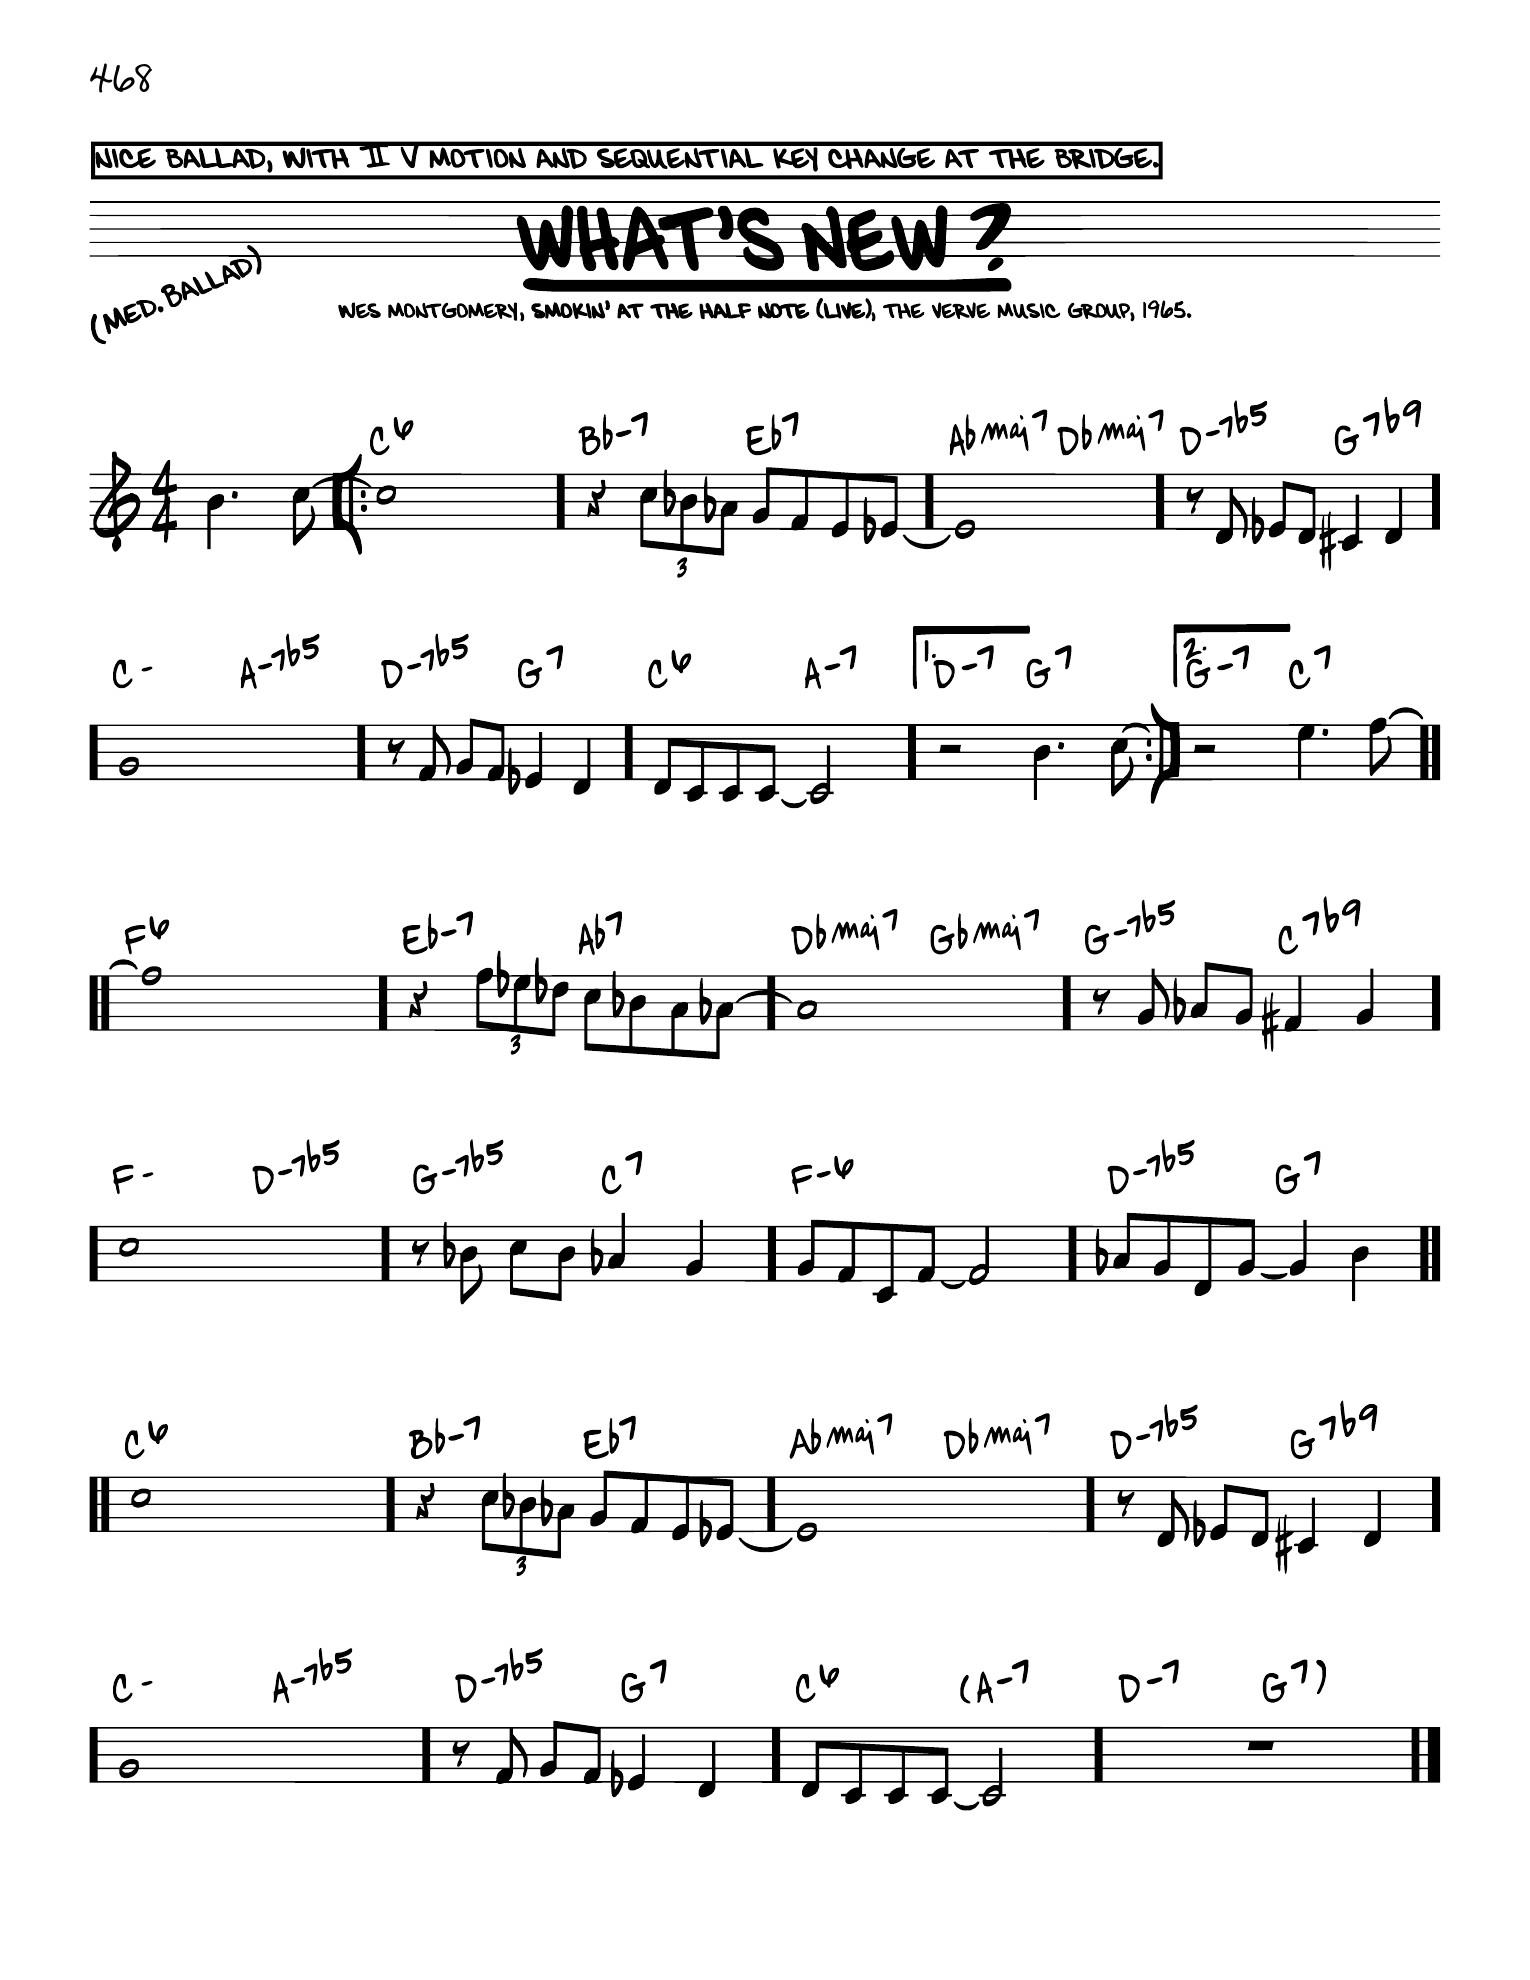 468
NICE BALLAD, WITH II V MOTION AND SEQUENTIAL KEY CHANGE AT THE BRIDGE.
WHAT'S NEW?
(MED. BALLAD)
WES MONTGOMERY, SMOKIN' AT THE HALF NOTE (LIVE), THE VERVE MUSIC GROUP, 1965.
C6 Bb-7 Eb7 Abmaj7 Dbmaj7 D-7b5 G7b9
4
4
3
C- A-7b5 D-7b5 G7 C6 A-7 1. D-7 G7 2. G-7 C7
F6 Eb-7 Ab7 Dbmaj7 Gbmaj7 G-7b5 C7b9
3
F- D-7b5 G-7b5 C7 F-6 D-7b5 G7
C6 Bb-7 Eb7 Abmaj7 Dbmaj7 D-7b5 G7b9
3
C- A-7b5 D-7b5 G7 C6 (A-7 D-7 G7)